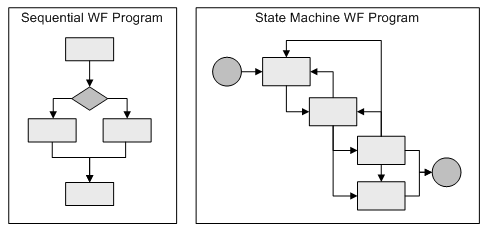 Sequential WF Program
State Machine WF Program